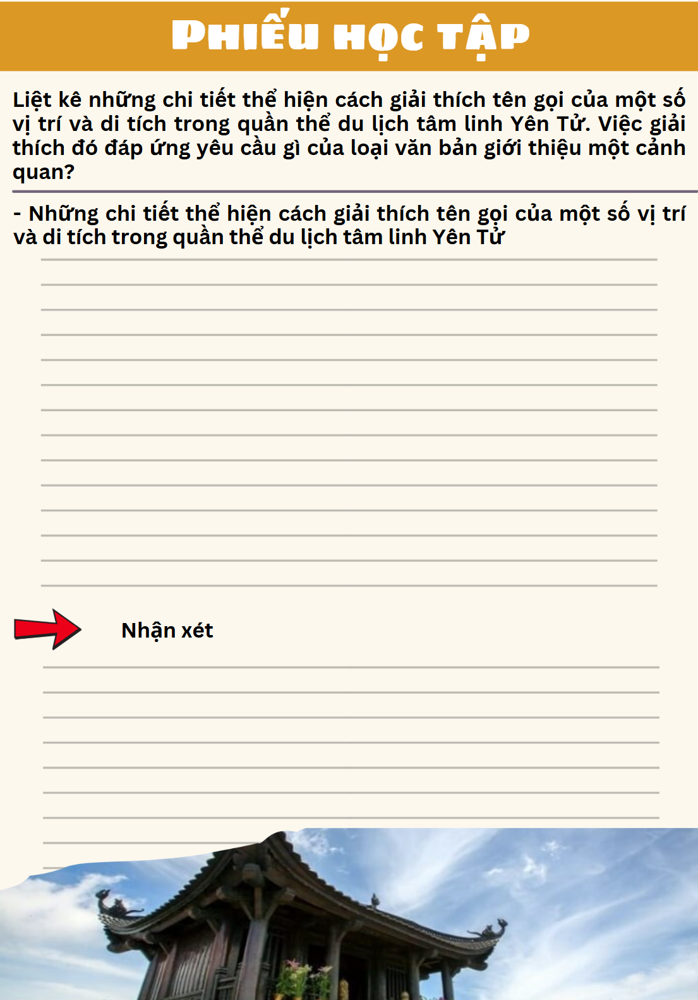 PHIẾU HỌC TẬP
Liệt kê những chi tiết thể hiện cách giải thích tên gọi của một số
vị trí và di tích trong quần thể du lịch tâm linh Yên Tử. Việc giải
thích đó đáp ứng yêu cầu gì của loại văn bản giới thiệu một cảnh
quan?
- Những chi tiết thể hiện cách giải thích tên gọi của một số vị trí
và di tích trong quần thể du lịch tâm linh Yên Tử
Nhận xét